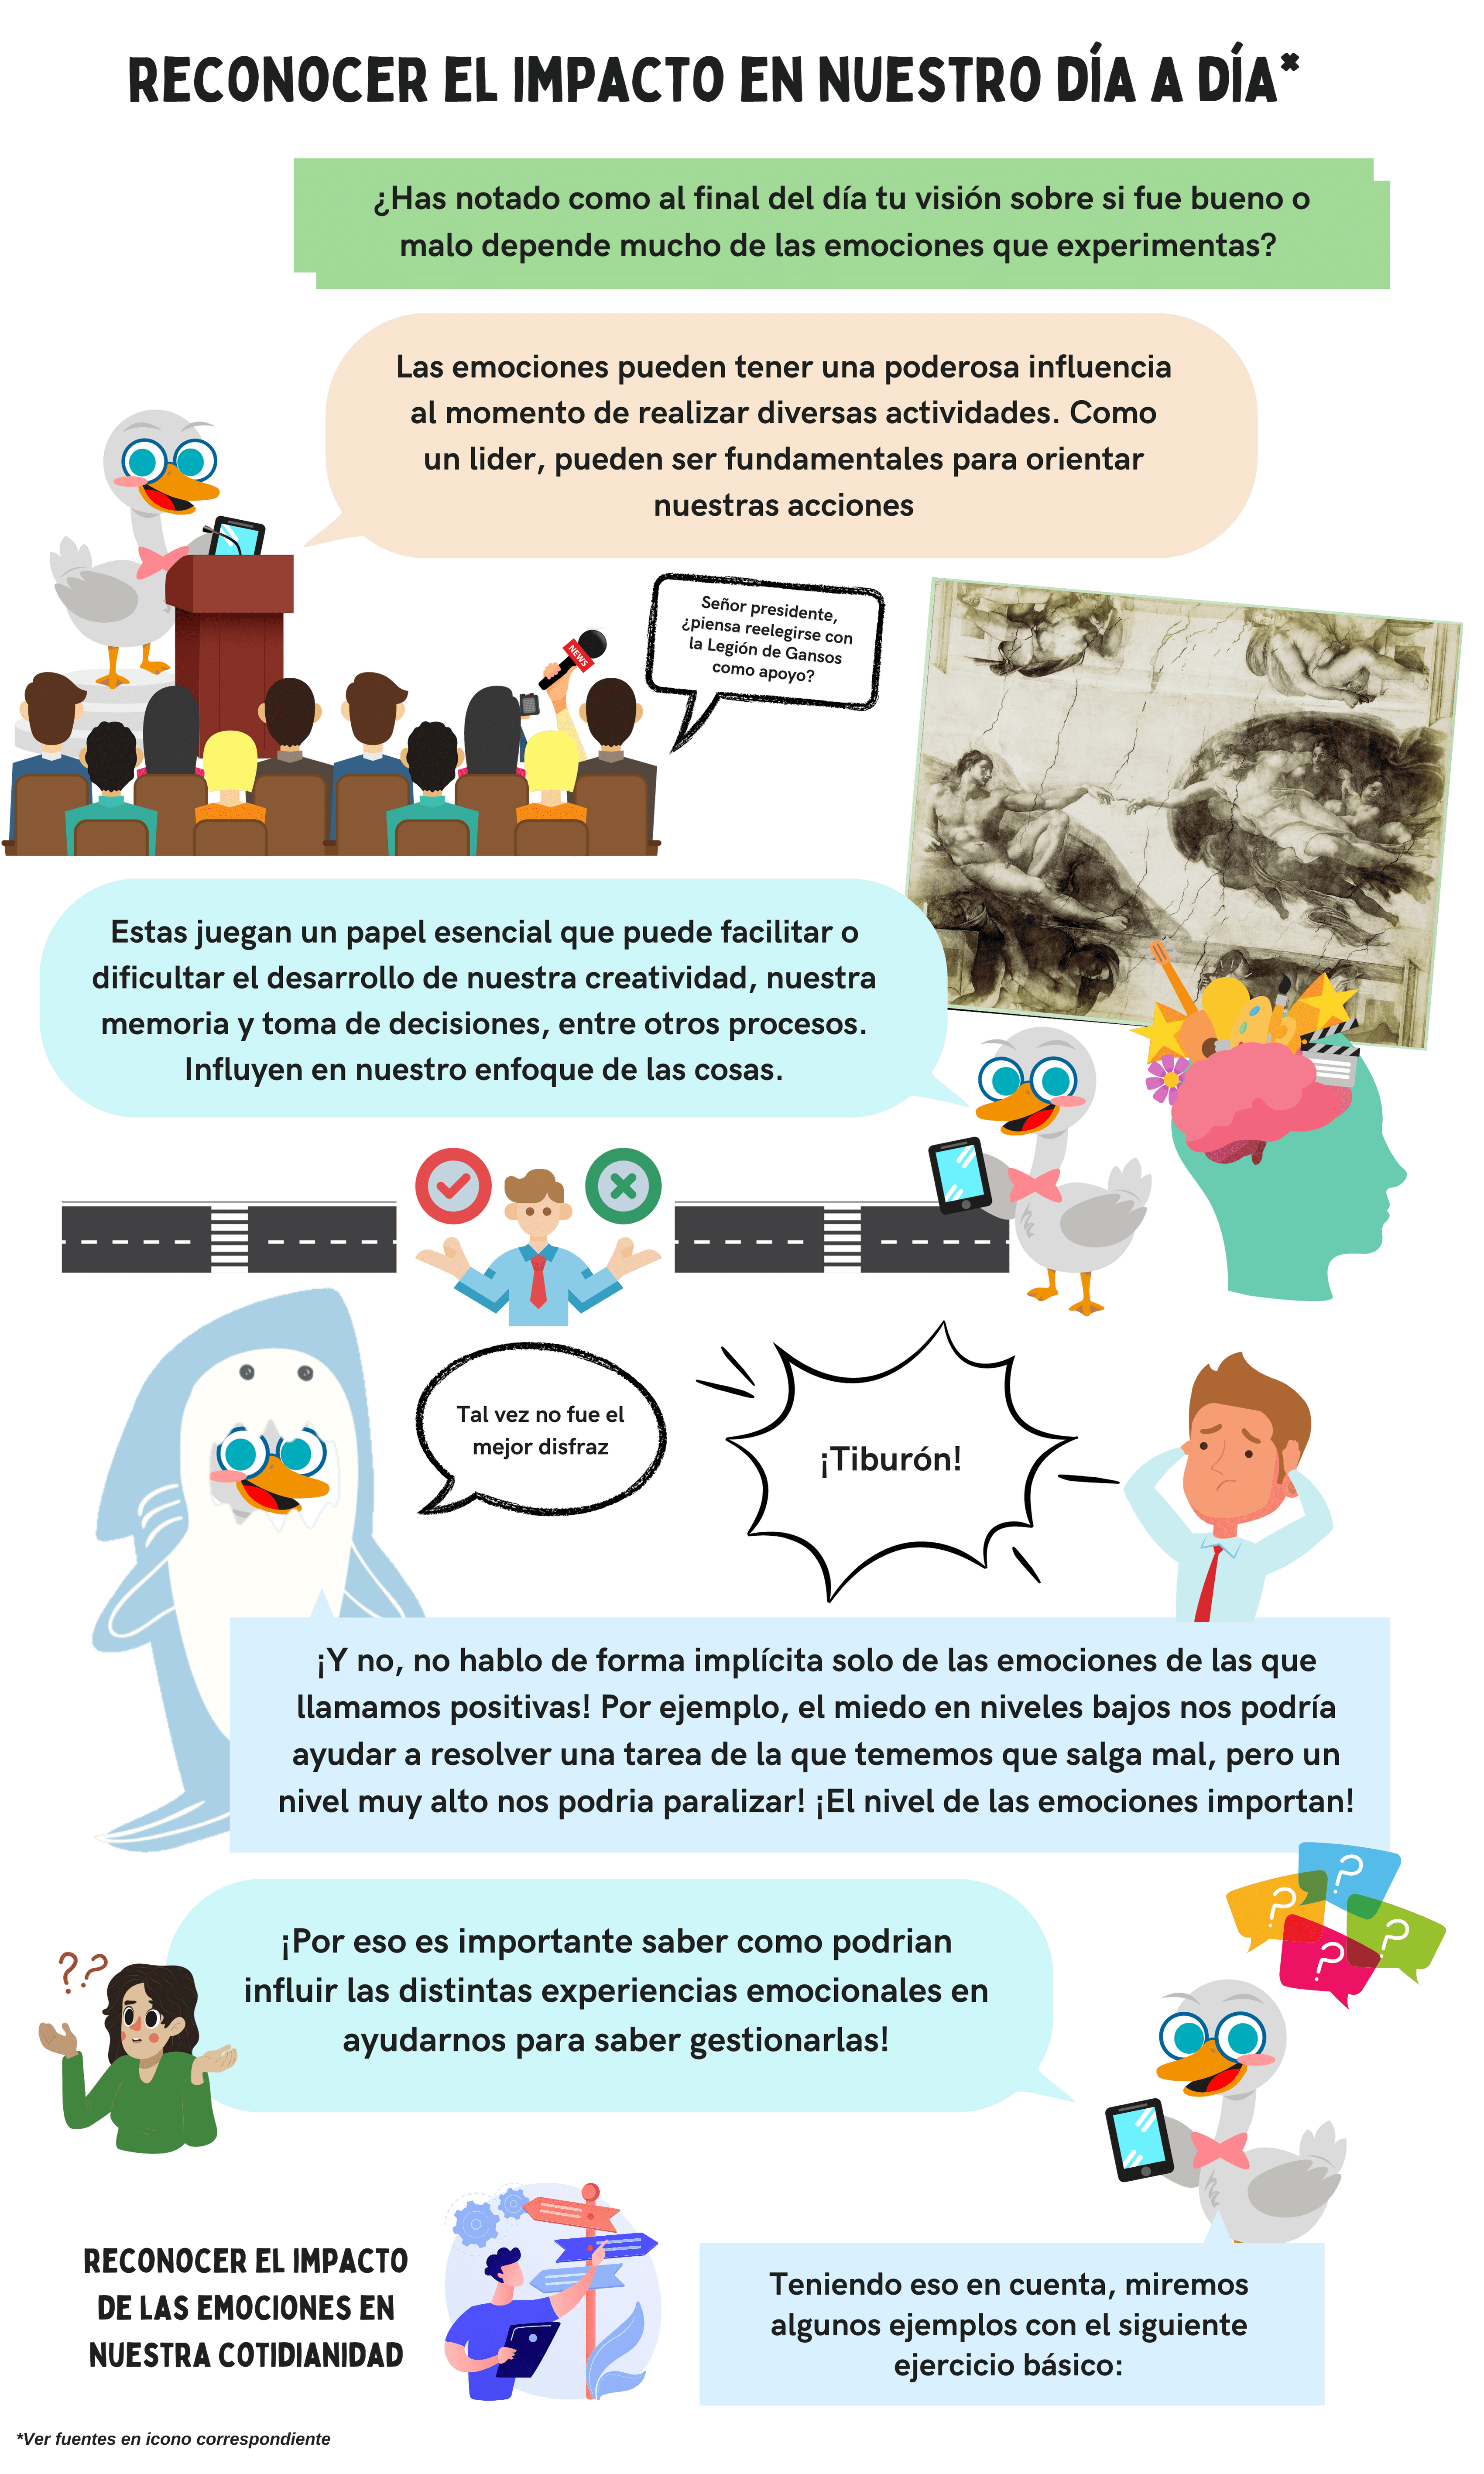 RECONOCER EL IMPACTO EN NUESTRO DÍA A DÍA*
¿Has notado como al final del día tu visión sobre si fue bueno o
malo depende mucho de las emociones que experimentas?
Las emociones pueden tener una poderosa influencia
al momento de realizar diversas actividades. Como
un lider, pueden ser fundamentales para orientar
nuestras acciones
NEWS
Señor presidente,
¿piensa reelegirse con
la Legión de Gansos
como apoyo?
Estas juegan un papel esencial que puede facilitar o
dificultar el desarrollo de nuestra creatividad, nuestra
memoria y toma de decisiones, entre otros procesos.
Influyen en nuestro enfoque de las cosas.
Tal vez no fue el
mejor disfraz
¡Tiburón!
¡Y no, no hablo de forma implícita solo de las emociones de las que
llamamos positivas! Por ejemplo, el miedo en niveles bajos nos podría
ayudar a resolver una tarea de la que tememos que salga mal, pero un
nivel muy alto nos podria paralizar! ¡El nivel de las emociones importan!
? ? ? ?
??
¡Por eso es importante saber como podrian
influir las distintas experiencias emocionales en
ayudarnos para saber gestionarlas!
RECONOCER EL IMPACTO
DE LAS EMOCIONES EN
NUESTRA COTIDIANIDAD
Teniendo eso en cuenta, miremos
algunos ejemplos con el siguiente
ejercicio básico:
*Ver fuentes en icono correspondiente